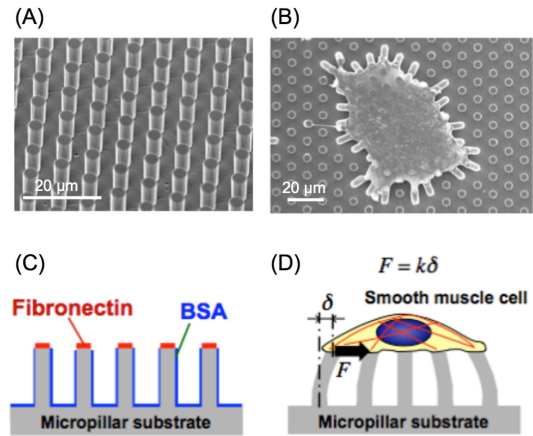 (A)
(B)
20 μm
20 μm
(C)
(D)
F = kδ
Fibronectin
BSA
δ
Smooth muscle cell
F
Micropillar substrate
Micropillar substrate